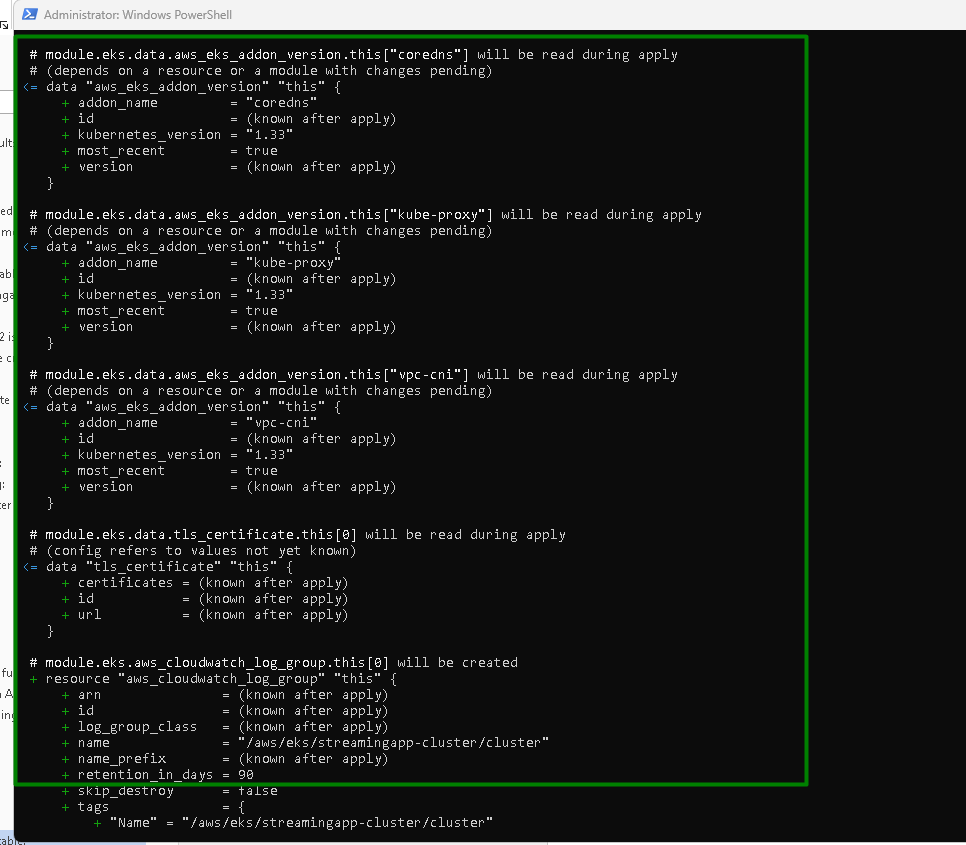 Administrator: Windows PowerShell
# module.eks.data.aws_eks_addon_version.this["coredns"] will be read during apply
# (depends on a resource or a module with changes pending)
<= data "aws_eks_addon_version" "this" {
+ addon_name = "coredns"
+ id = (known after apply)
+ kubernetes_version = "1.33"
+ most_recent = true
+ version = (known after apply)
}
# module.eks.data.aws_eks_addon_version.this["kube-proxy"] will be read during apply
# (depends on a resource or a module with changes pending)
<= data "aws_eks_addon_version" "this" {
+ addon_name = "kube-proxy"
+ id = (known after apply)
+ kubernetes_version = "1.33"
+ most_recent = true
+ version = (known after apply)
}
# module.eks.data.aws_eks_addon_version.this["vpc-cni"] will be read during apply
# (depends on a resource or a module with changes pending)
<= data "aws_eks_addon_version" "this" {
+ addon_name = "vpc-cni"
+ id = (known after apply)
+ kubernetes_version = "1.33"
+ most_recent = true
+ version = (known after apply)
}
# module.eks.data.tls_certificate.this[0] will be read during apply
# (config refers to values not yet known)
<= data "tls_certificate" "this" {
+ certificates = (known after apply)
+ id = (known after apply)
+ url = (known after apply)
}
# module.eks.aws_cloudwatch_log_group.this[0] will be created
+ resource "aws_cloudwatch_log_group" "this" {
+ arn = (known after apply)
+ id = (known after apply)
+ log_group_class = (known after apply)
+ name = "/aws/eks/streamingapp-cluster/cluster"
+ name_prefix = (known after apply)
+ retention_in_days = 90
+ skip_destroy = false
+ tags = {
+ "Name" = "/aws/eks/streamingapp-cluster/cluster"